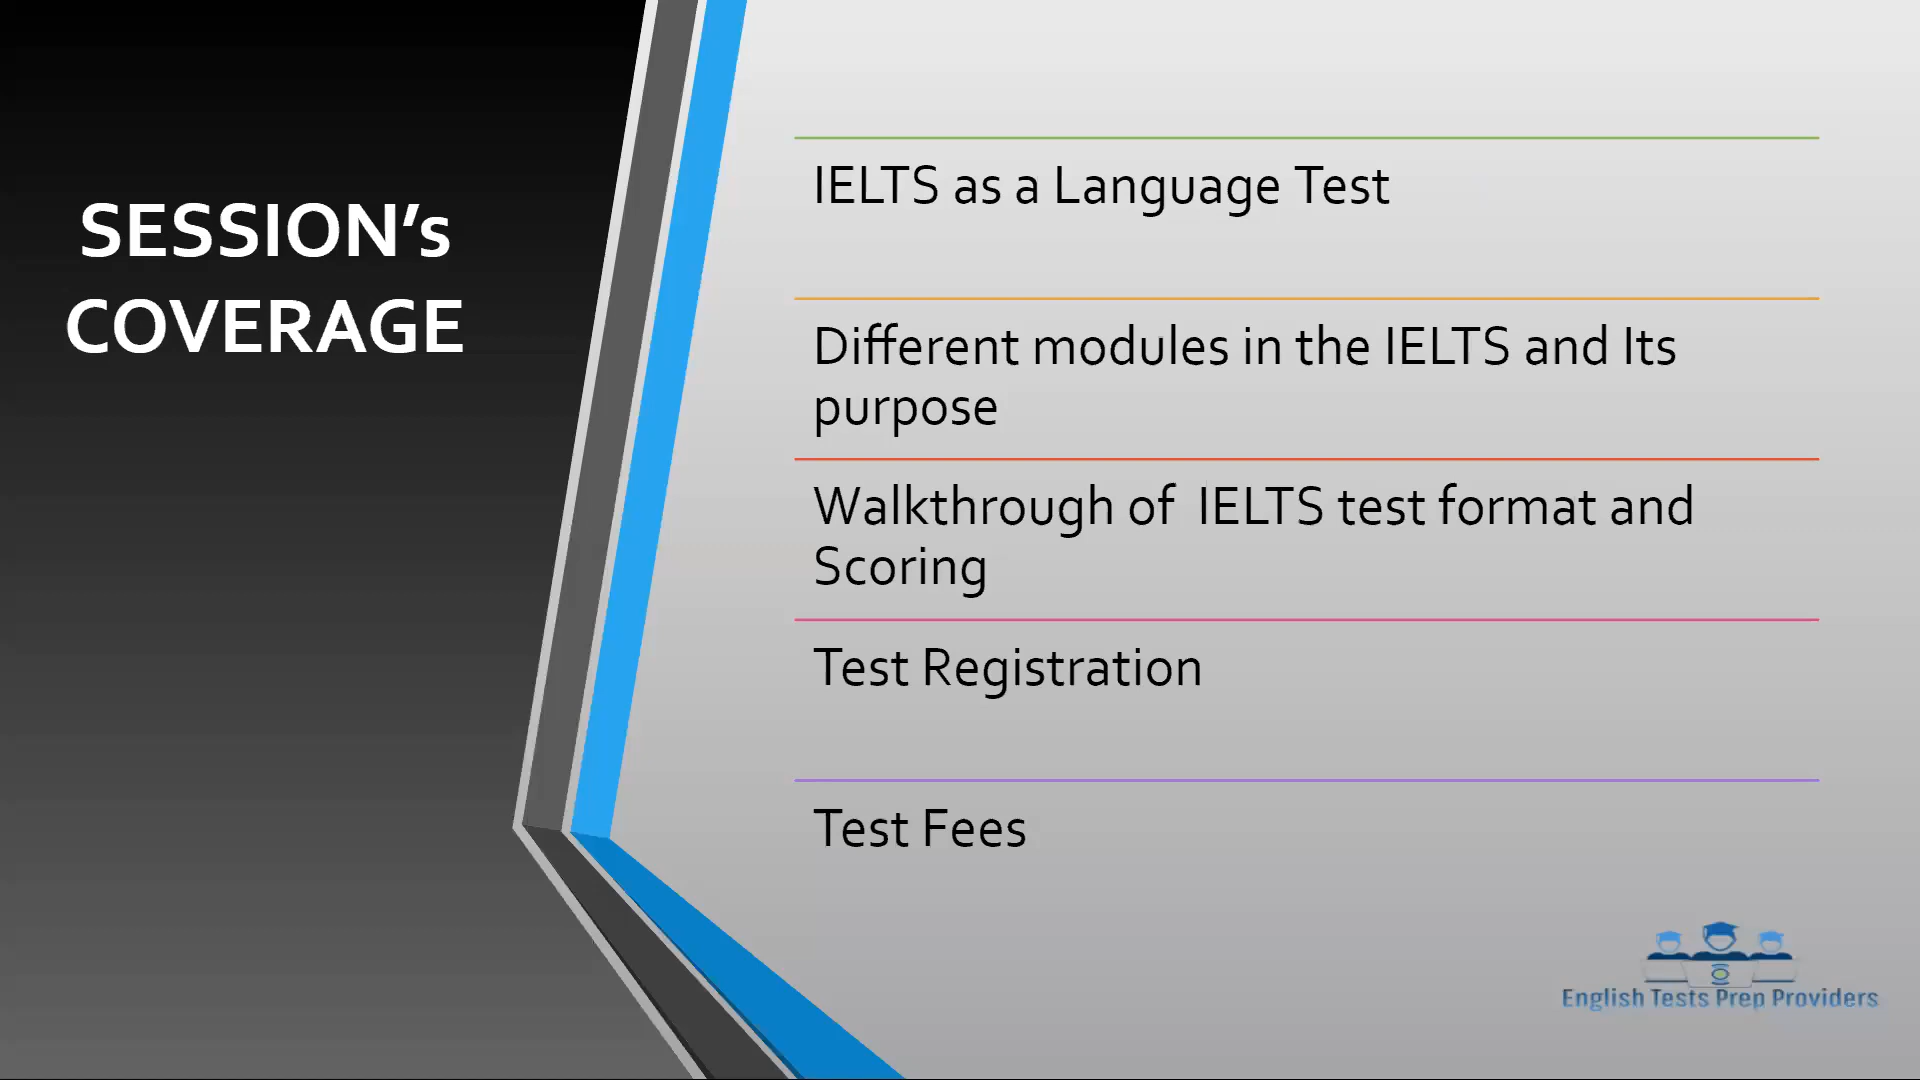 SESSION’s
COVERAGE
IELTS as a Language Test
Different modules in the IELTS and Its
purpose
Walkthrough of  IELTS test format and
Scoring
Test Registration
Test Fees
English Tests Prep Providers